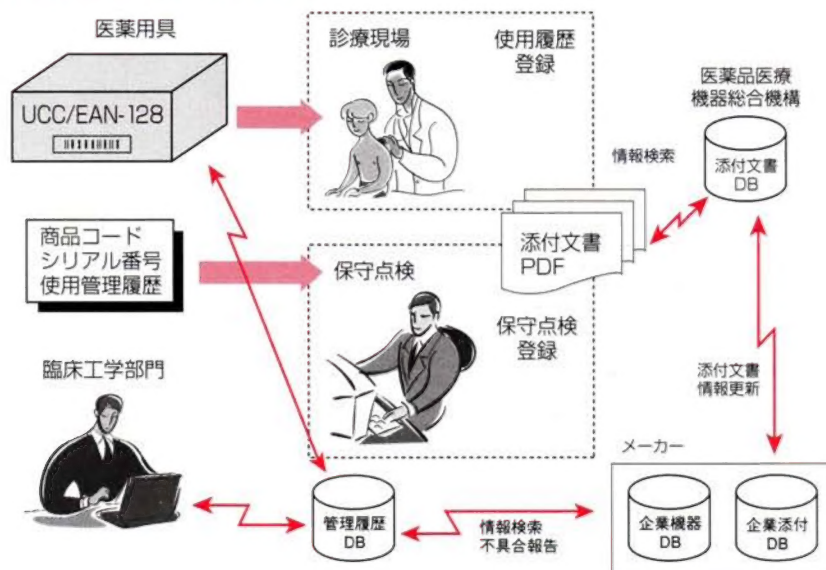 医薬用具
UCC/EAN-128
商品コード
シリアル番号
使用管理履歴
臨床工学部門
診療現場
使用履歴
登録
保守点検
保守点検
登録
添付文書
PDF
情報検索
医薬品医療
機器総合機構
添付文書
DB
添付文書
情報更新
管理履歴
DB
情報検索
不具合報告
メーカー
企業機器
DB
企業添付
DB